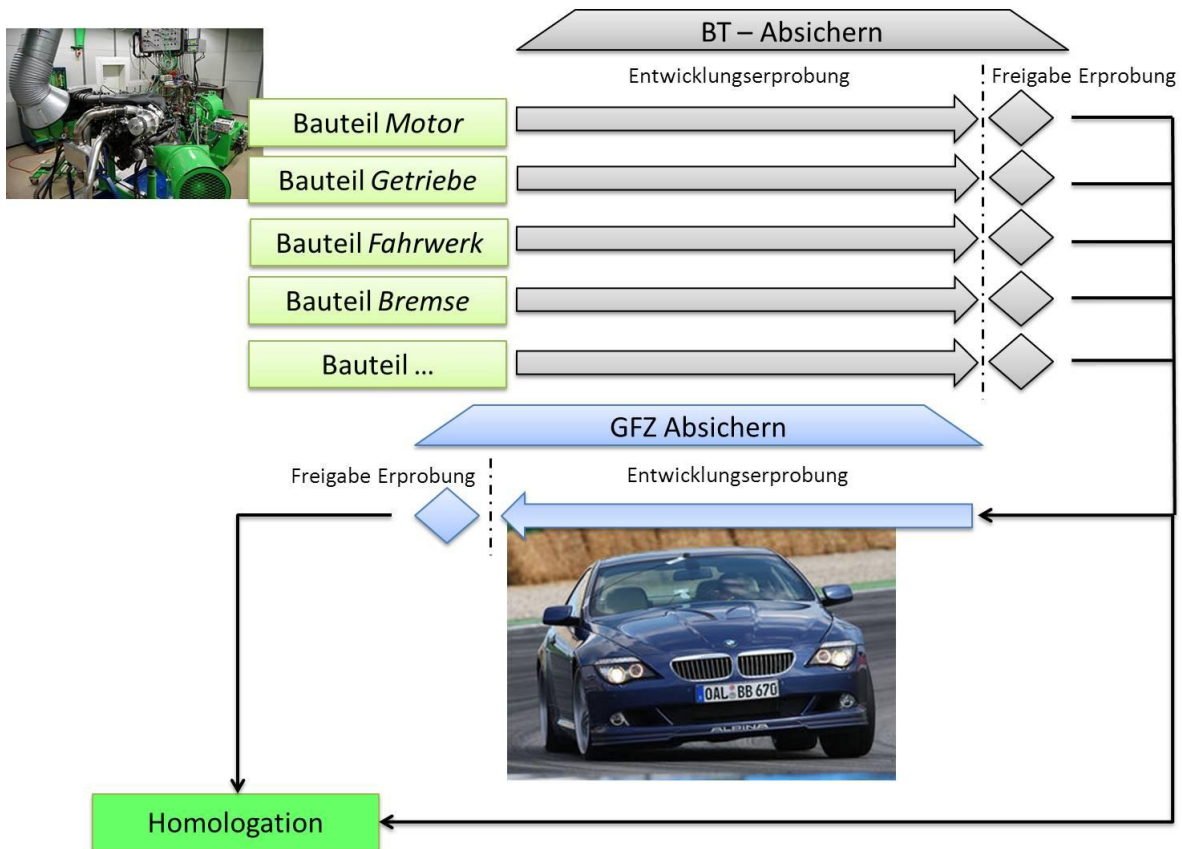 BT – Absichern
Entwicklungserprobung
Freigabe Erprobung
Bauteil Motor
Bauteil Getriebe
Bauteil Fahrwerk
Bauteil Bremse
Bauteil ...
GFZ Absichern
Freigabe Erprobung
Entwicklungserprobung
OAL BB 670
ALPINA
Homologation